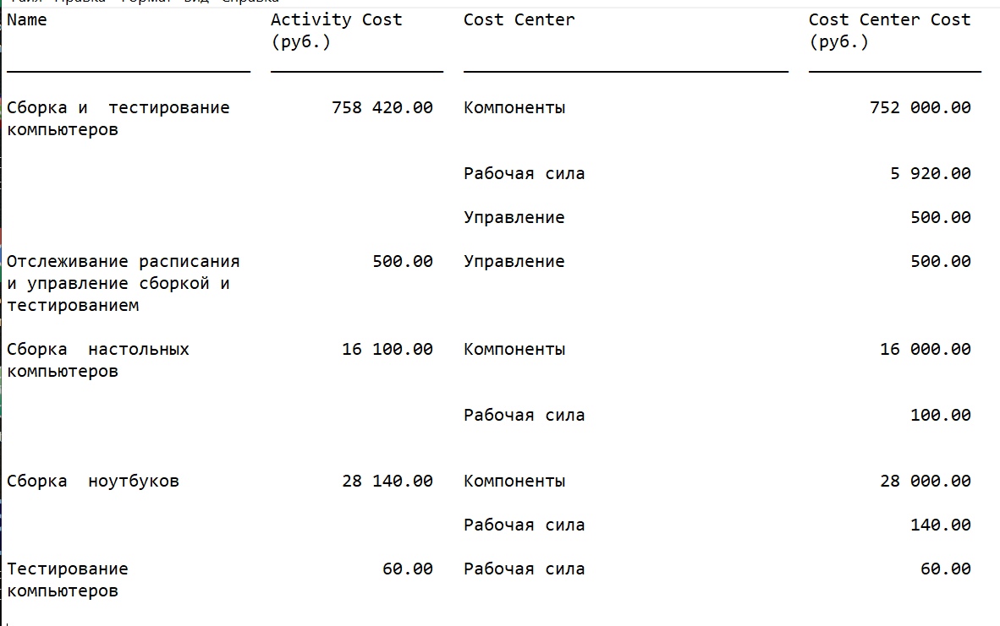 Name Activity Cost Cost Center Cost Center Cost
(руб.) (руб.)
Сборка и тестирование 758 420.00 Компоненты 752 000.00
компьютеров
Рабочая сила 5 920.00
Управление 500.00
Отслеживание расписания 500.00 Управление 500.00
и управление сборкой и
тестированием
Сборка настольных 16 100.00 Компоненты 16 000.00
компьютеров
Рабочая сила 100.00
Сборка ноутбуков 28 140.00 Компоненты 28 000.00
Рабочая сила 140.00
Тестирование 60.00 Рабочая сила 60.00
компьютеров